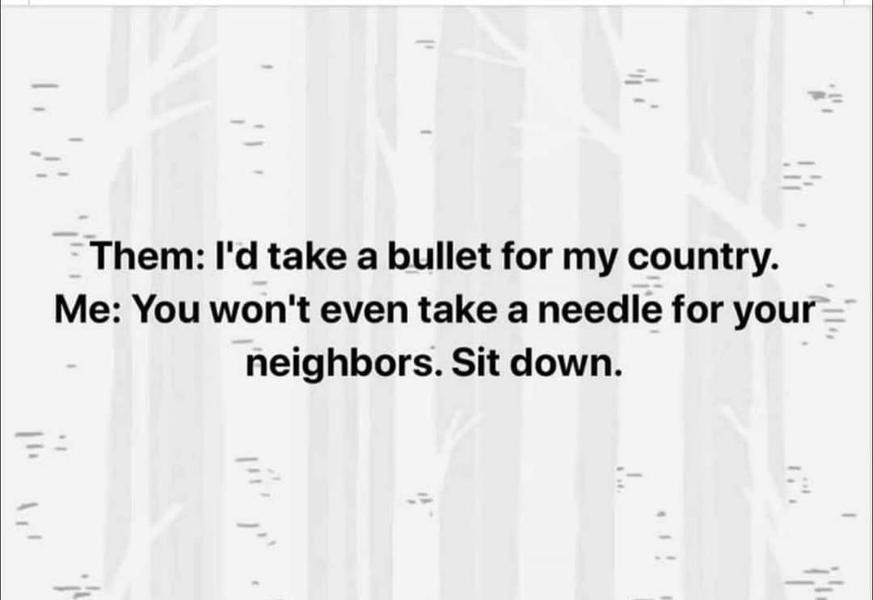 Them: I'd take a bullet for my country.
Me: You won't even take a needle for your
neighbors. Sit down.